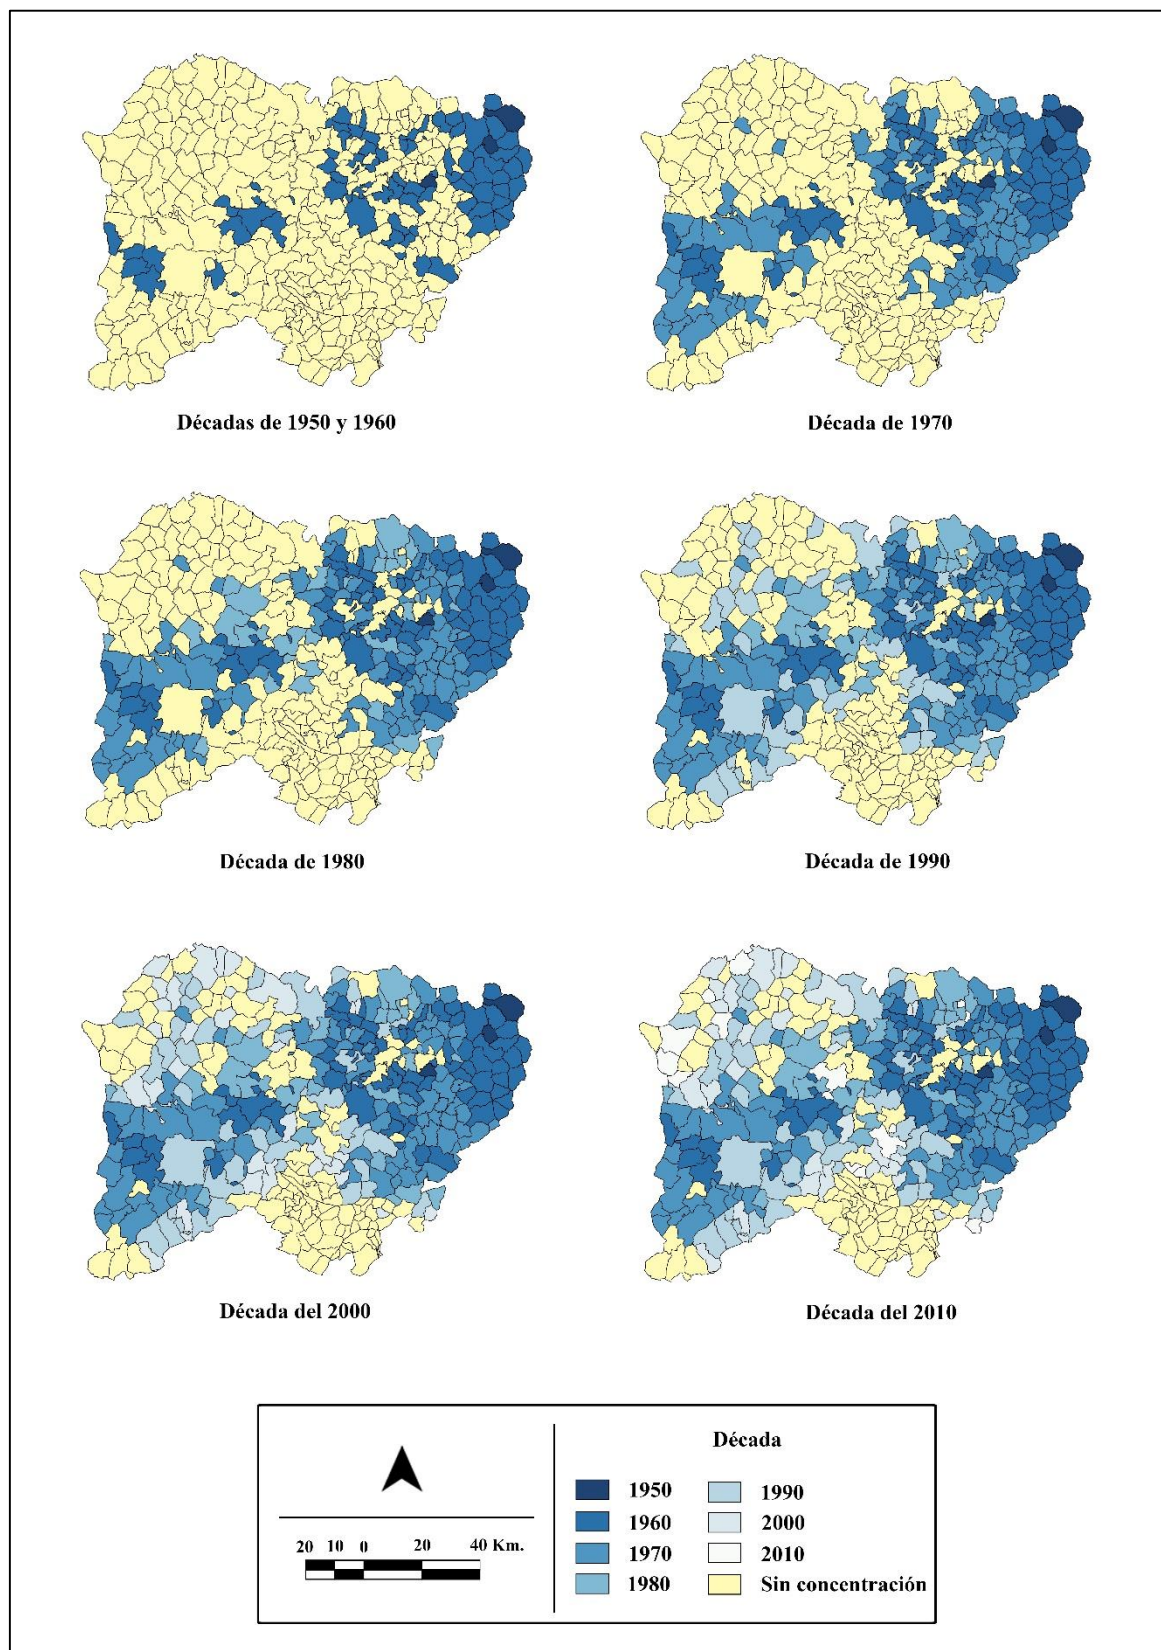 Décadas de 1950 y 1960
Década de 1970
Década de 1980
Década de 1990
Década del 2000
Década del 2010
Década
20 10 0 20 40 Km.
1950
1960
1970
1980
1990
2000
2010
Sin concentración